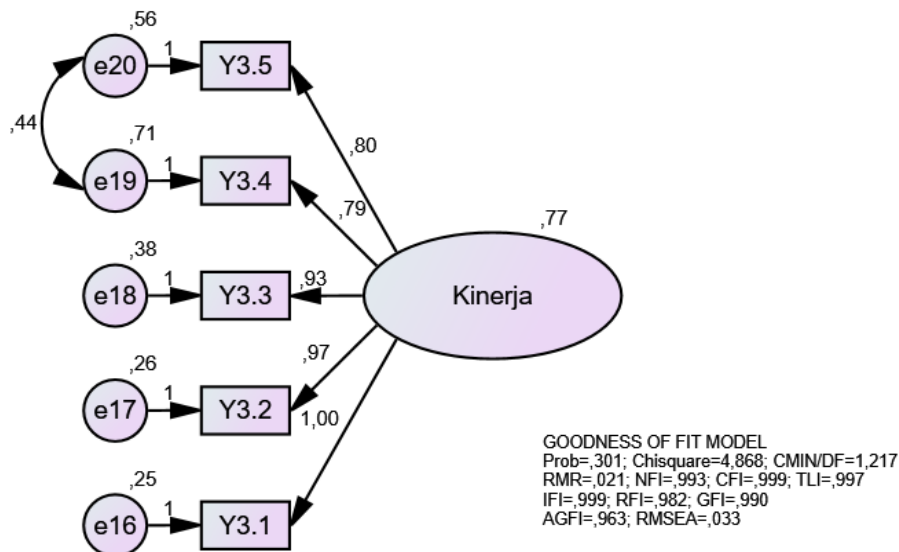 ,56
e20
1
Y3.5
,44
,80
,71
e19
1
Y3.4
,79
,77
,38
e18
1
Y3.3
,93
Kinerja
,26
e17
1
Y3.2
,97
1,00
,25
e16
1
Y3.1
GOODNESS OF FIT MODEL
Prob=,301; Chisquare=4,868; CMIN/DF=1,217
RMR=,021; NFI=,993; CFI=,999; TLI=,997
IFI=,999; RFI=,982; GFI=,990
AGFI=,963; RMSEA=,033